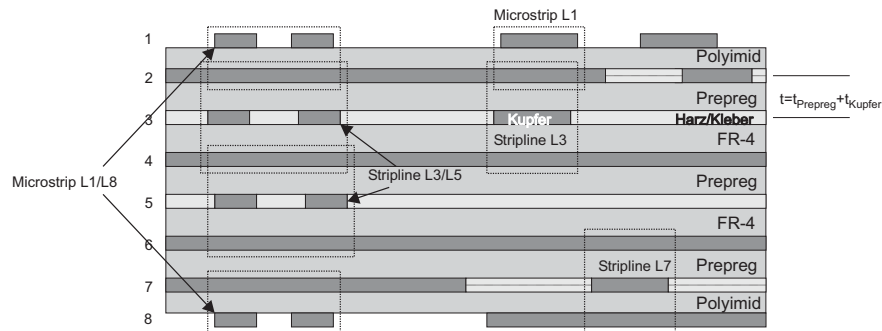 Microstrip L1
1
Polyimid
2
Prepreg
t=tPrepreg+tKupfer
3
Kupfer
Harz/Kleber
Stripline L3
FR-4
4
Microstrip L1/L8
Stripline L3/L5
Prepreg
5
FR-4
6
Stripline L7
Prepreg
7
Polyimid
8